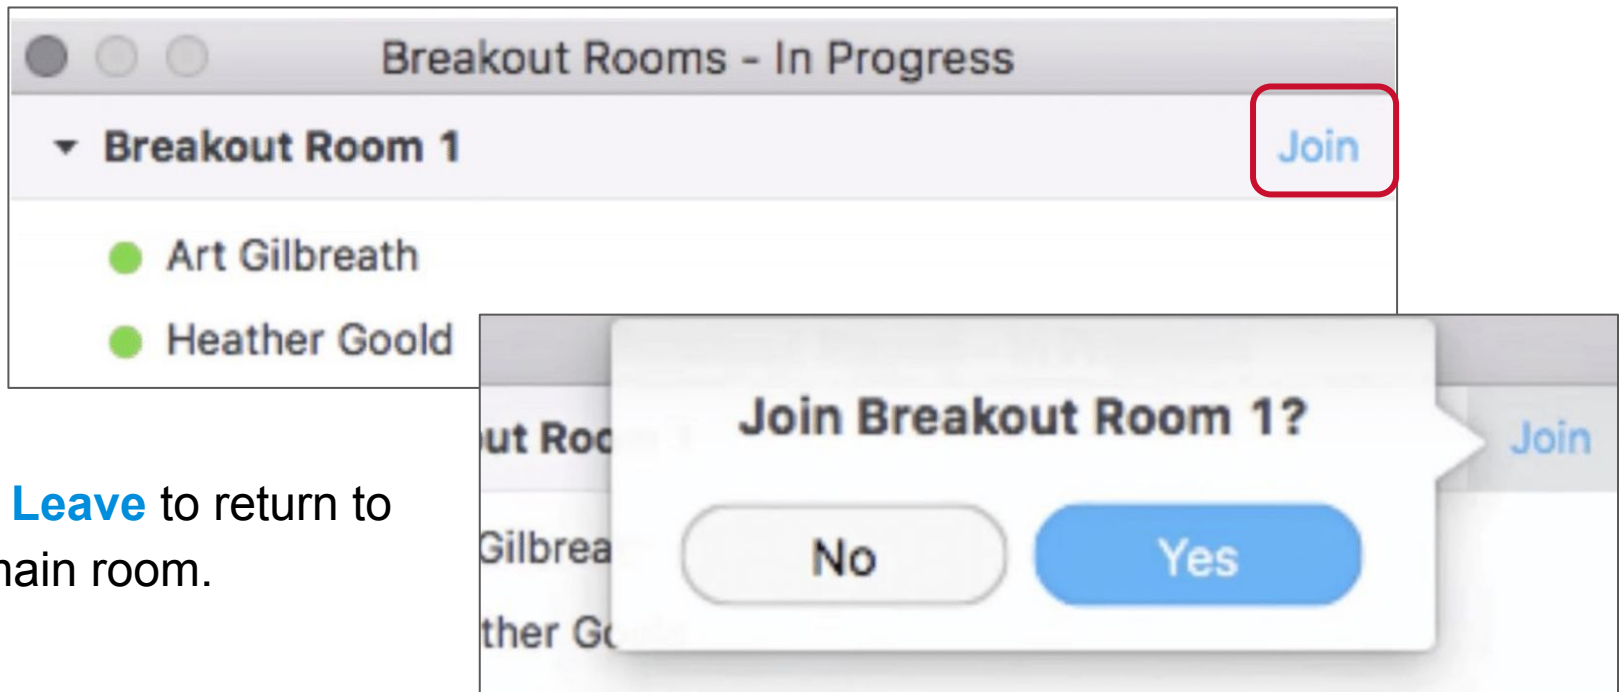 Breakout Rooms - In Progress
Breakout Room 1
Join
Art Gilbreath
Heather Goold
Join Breakout Room 1?
Join
No
Yes
Leave to return to
main room.